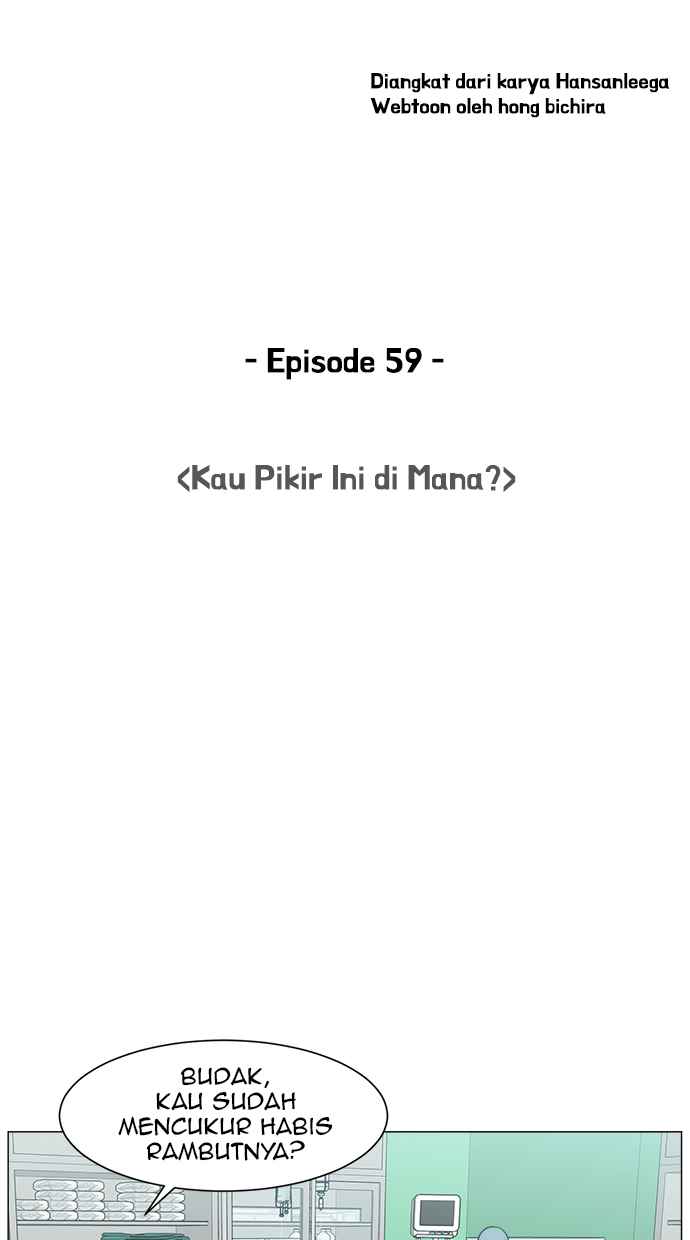 Diangkat dari karya Hansanleega
Webtoon oleh hong bichira
- Episode 59 -
<Kau Pikir Ini di Mana?>
BUDAK,
KAU SUDAH
MENCUKUR HABIS
RAMBUTNYA?